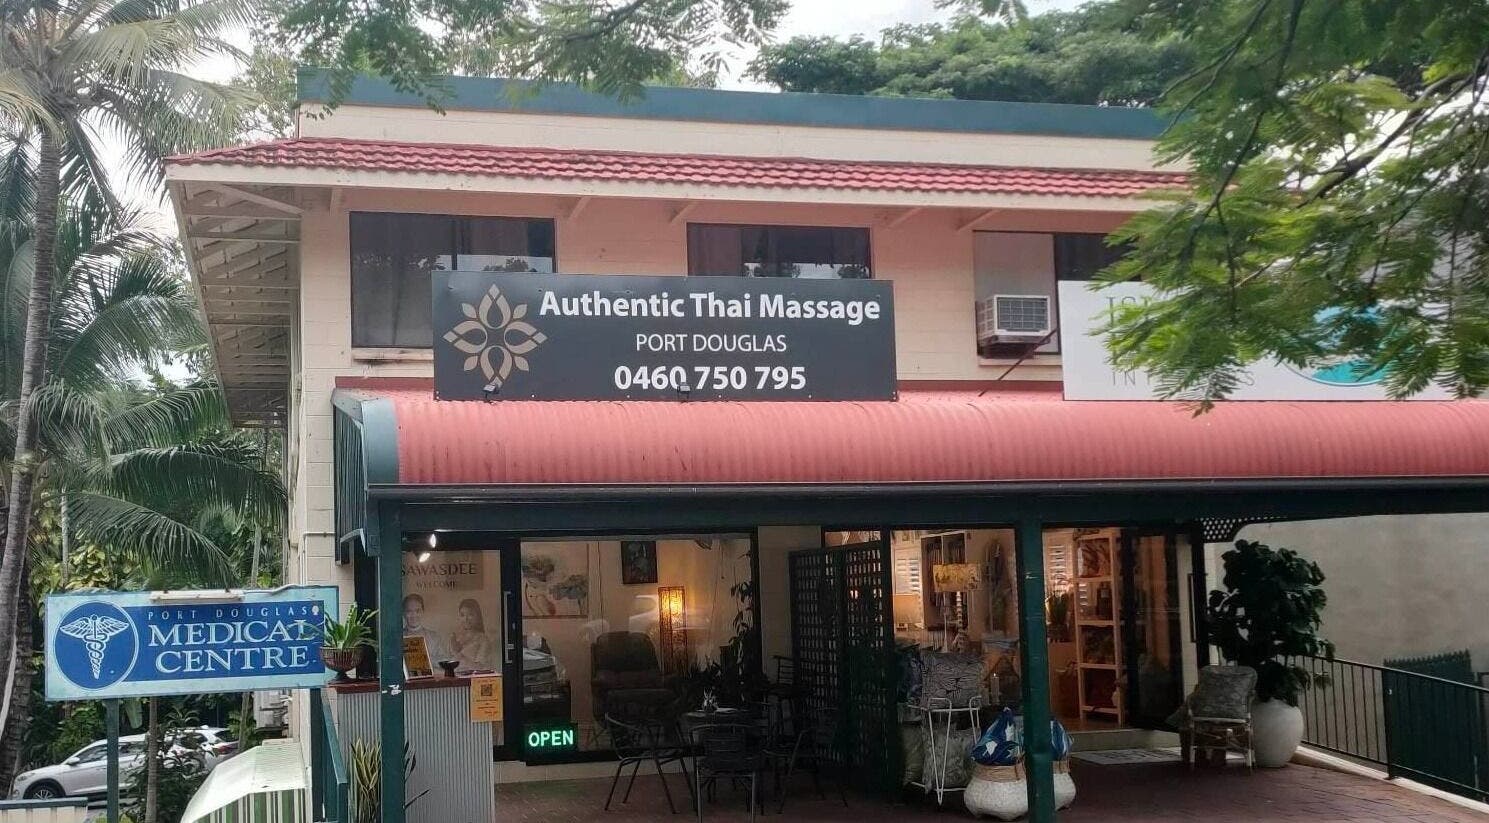 Authentic Thai Massage
PORT DOUGLAS
0460 750 795
SAWASDEE
WELCOME
OPEN
PORT DOUGLAS
MEDICAL
CENTRE